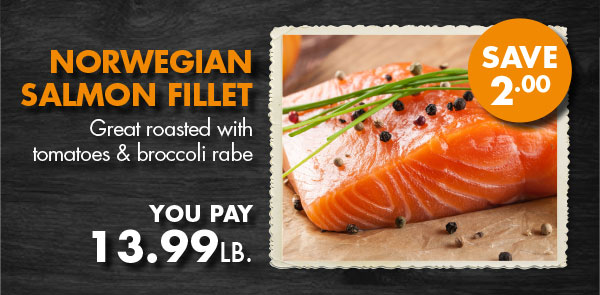 NORWEGIAN
SALMON FILLET
Great roasted with
tomatoes & broccoli rabe
YOU PAY
13.99LB.
SAVE
2.00